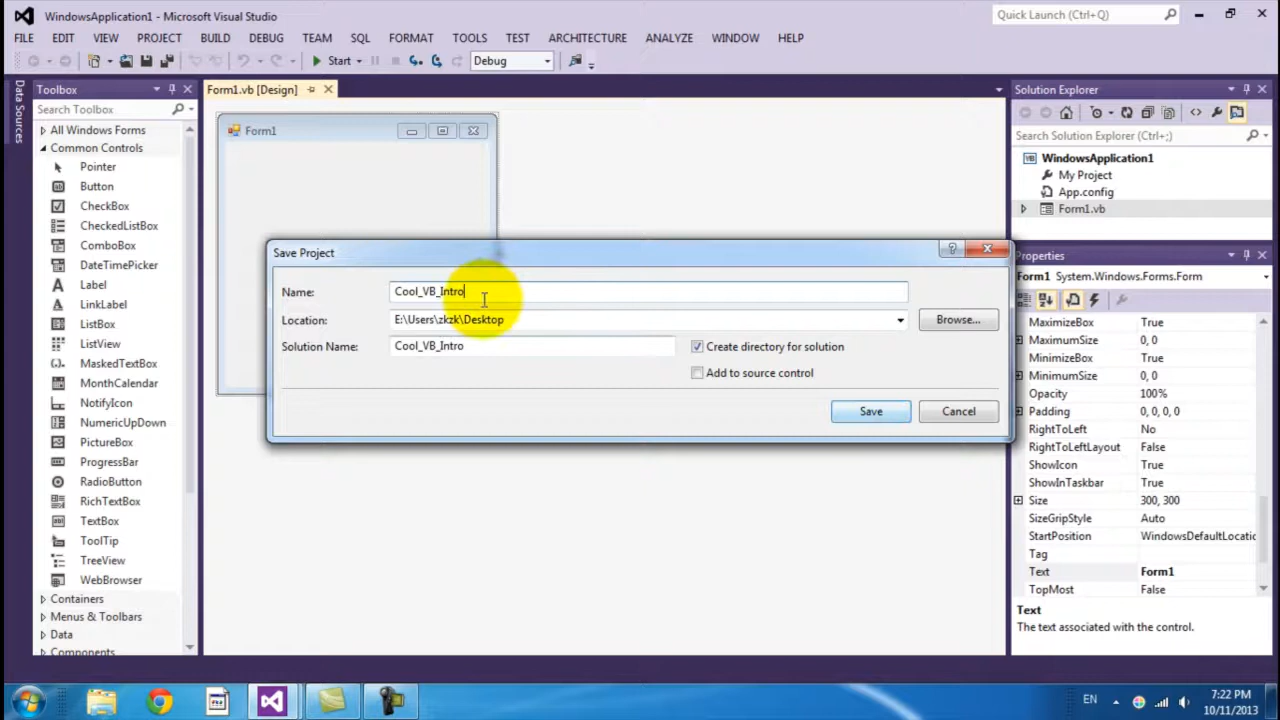 WindowsApplication1 - Microsoft Visual Studio
Quick Launch (Ctrl+Q)
FILE EDIT VIEW PROJECT BUILD DEBUG TEAM SQL FORMAT TOOLS TEST ARCHITECTURE ANALYZE WINDOW HELP
Start Debug
Data Sources
Toolbox
Search Toolbox
All Windows Forms
Common Controls
Pointer
Button
CheckBox
CheckedListBox
ComboBox
DateTimePicker
Label
LinkLabel
ListBox
ListView
MaskedTextBox
MonthCalendar
NotifyIcon
NumericUpDown
PictureBox
ProgressBar
RadioButton
RichTextBox
TextBox
ToolTip
TreeView
WebBrowser
Containers
Menus & Toolbars
Data
Components
Form1.vb [Design]
Form1
Save Project
Name: Cool_VB_Intro
Location: E:\Users\zkzk\Desktop Browse...
Solution Name: Cool_VB_Intro Create directory for solution
Add to source control
Save Cancel
Solution Explorer
Search Solution Explorer (Ctrl+;)
WindowsApplication1
My Project
App.config
Form1.vb
Properties
Form1 System.Windows.Forms.Form
MaximizeBox True
MaximumSize 0, 0
MinimizeBox True
MinimumSize 0, 0
Opacity 100%
Padding 0, 0, 0, 0
RightToLeft No
RightToLeftLayout False
ShowIcon True
ShowInTaskbar True
Size 300, 300
SizeGripStyle Auto
StartPosition WindowsDefaultLocatio
Tag
Text Form1
TopMost False
Text
The text associated with the control.
EN
7:22 PM
10/11/2013